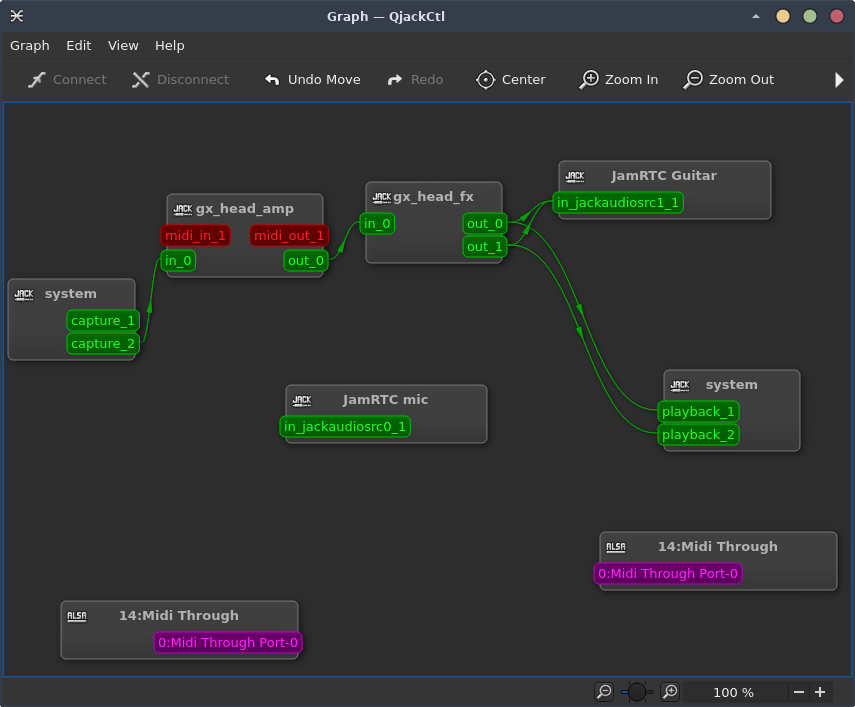 Graph — QjackCtl
Graph Edit View Help
Connect Disconnect Undo Move Redo Center Zoom In Zoom Out
JACK JamRTC Guitar
in_jackaudiosrc1_1
JACK gx_head_fx
in_0 out_0
out_1
JACK gx_head_amp
midi_in_1 midi_out_1
in_0 out_0
JACK system
capture_1
capture_2
JACK JamRTC mic
in_jackaudiosrc0_1
JACK system
playback_1
playback_2
ALSA 14:Midi Through
0:Midi Through Port-0
ALSA 14:Midi Through
0:Midi Through Port-0
100 %